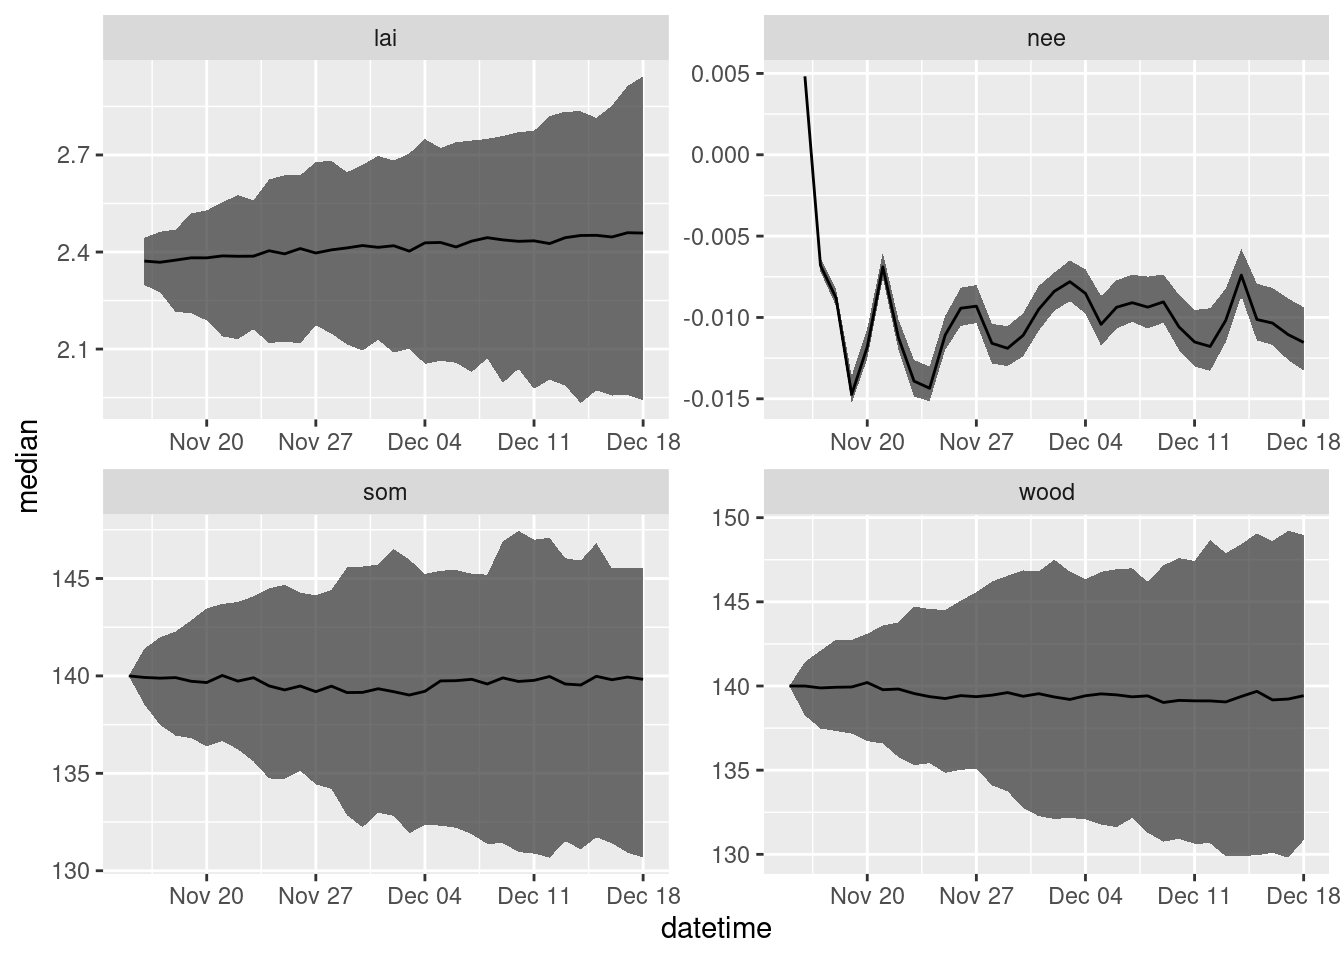 lai
nee
2.7
2.4
2.1
0.005
0.000
-0.005
-0.010
-0.015
Nov 20 Nov 27 Dec 04 Dec 11 Dec 18
Nov 20 Nov 27 Dec 04 Dec 11 Dec 18
median
som
wood
145
140
135
130
150
145
140
135
130
Nov 20 Nov 27 Dec 04 Dec 11 Dec 18
Nov 20 Nov 27 Dec 04 Dec 11 Dec 18
datetime